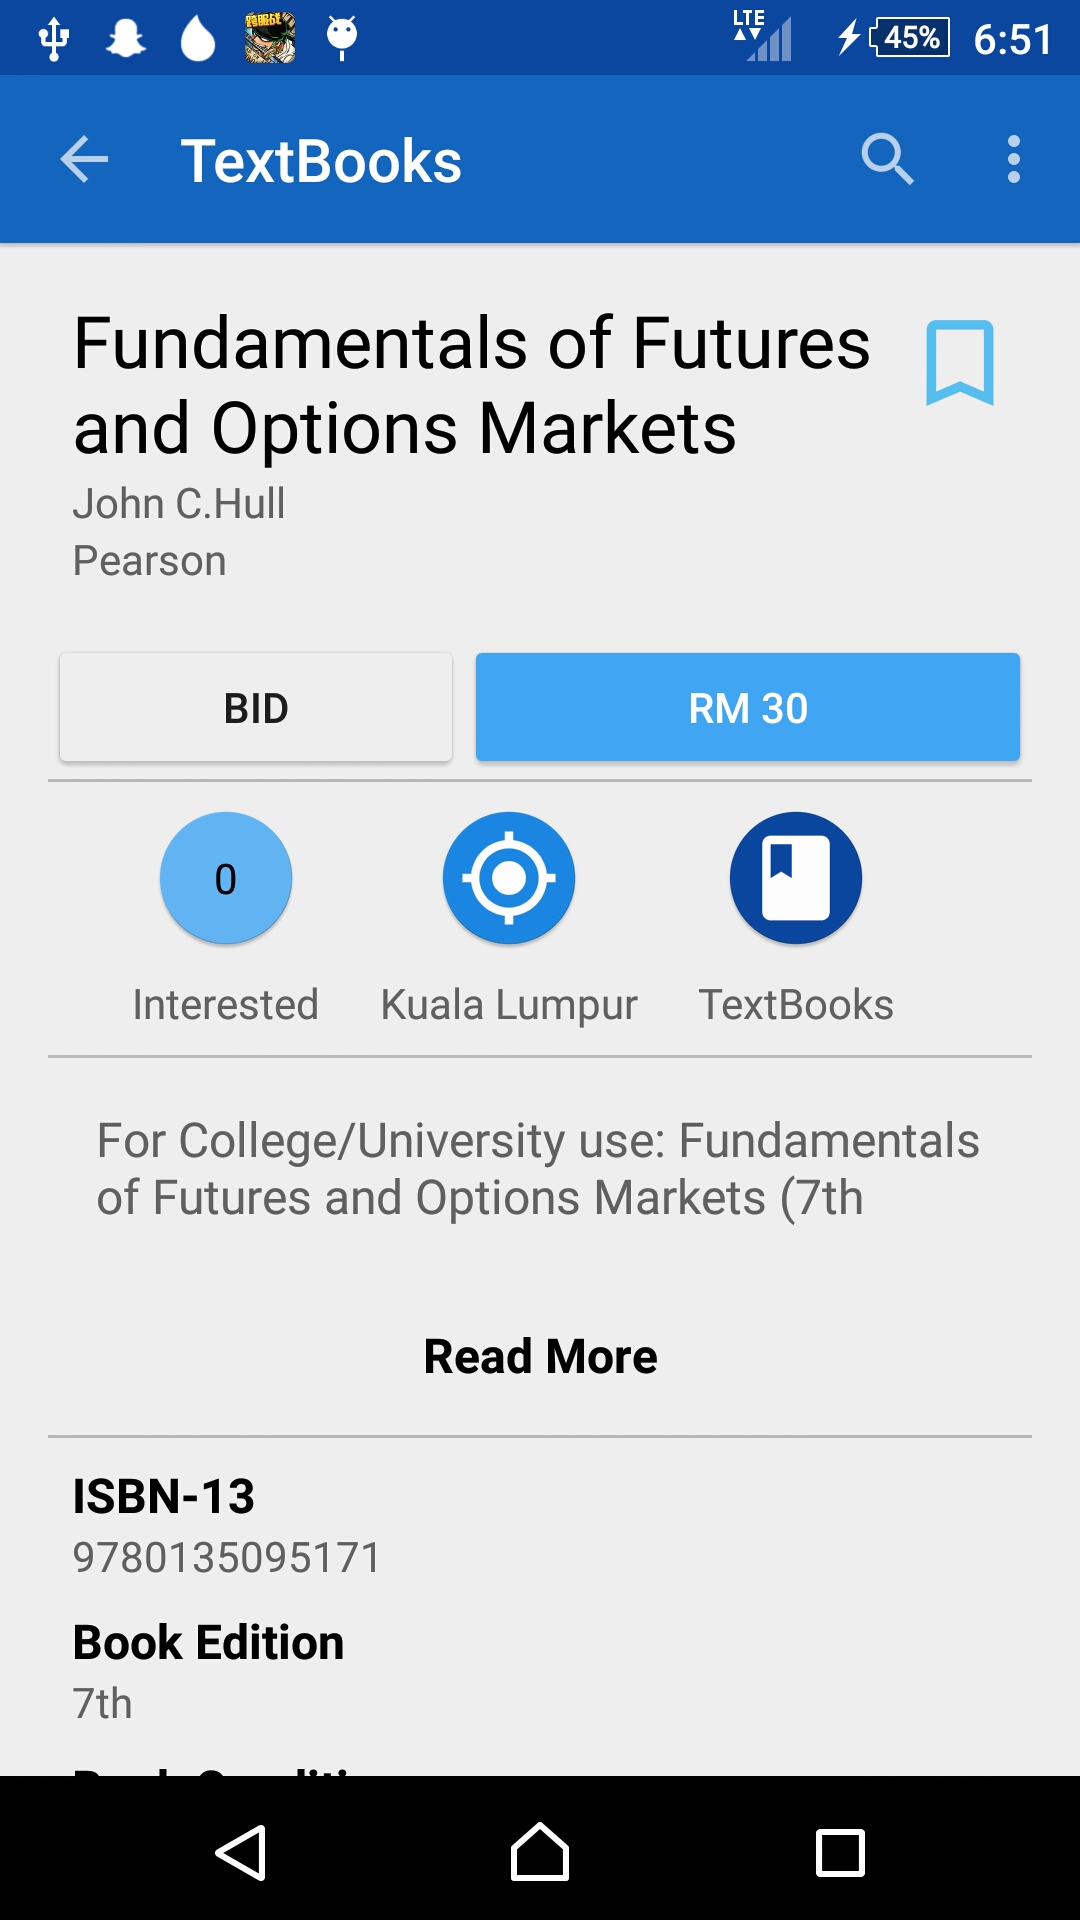 LTE
45%
6:51
TextBooks
Fundamentals of Futures
and Options Markets
John C.Hull
Pearson
BID
RM 30
0
Interested
Kuala Lumpur
TextBooks
For College/University use: Fundamentals
of Futures and Options Markets (7th
Read More
ISBN-13
9780135095171
Book Edition
7th